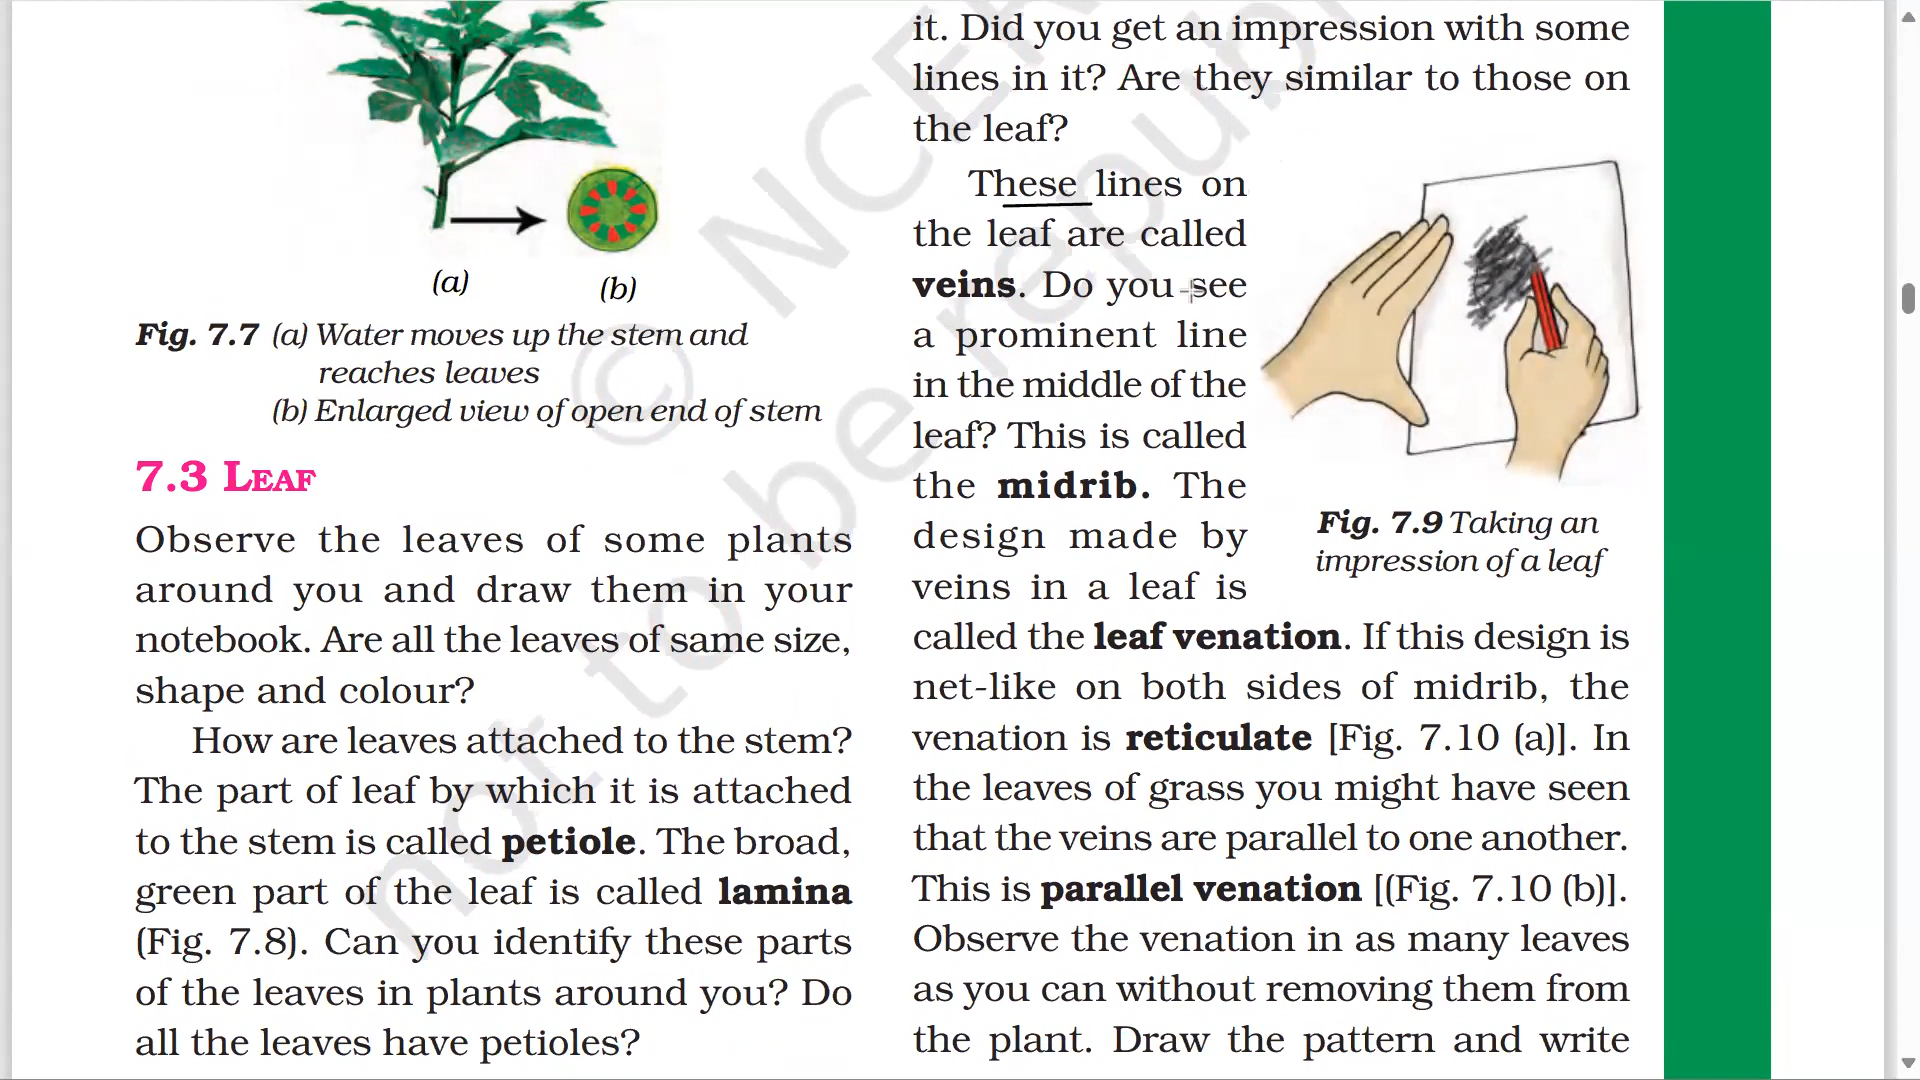 (a)
(b)
Fig. 7.7 (a) Water moves up the stem and
reaches leaves
(b) Enlarged view of open end of stem
7.3 LEAF
Observe the leaves of some plants
around you and draw them in your
notebook. Are all the leaves of same size,
shape and colour?
How are leaves attached to the stem?
The part of leaf by which it is attached
to the stem is called petiole. The broad,
green part of the leaf is called lamina
(Fig. 7.8). Can you identify these parts
of the leaves in plants around you? Do
all the leaves have petioles?
it. Did you get an impression with some
lines in it? Are they similar to those on
the leaf?
These lines on
the leaf are called
veins. Do you see
a prominent line
in the middle of the
leaf? This is called
the midrib. The
design made by
veins in a leaf is
called the leaf venation. If this design is
net-like on both sides of midrib, the
venation is reticulate [Fig. 7.10 (a)]. In
the leaves of grass you might have seen
that the veins are parallel to one another.
This is parallel venation [(Fig. 7.10 (b)].
Observe the venation in as many leaves
as you can without removing them from
the plant. Draw the pattern and write
Fig. 7.9 Taking an
impression of a leaf
© NCER
not to be repub